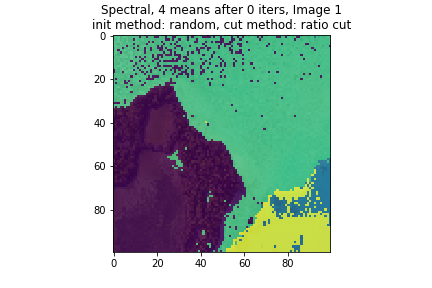 Spectral, 4 means after 0 iters, Image 1
init method: random, cut method: ratio cut
0
20
40
60
80
0 20 40 60 80